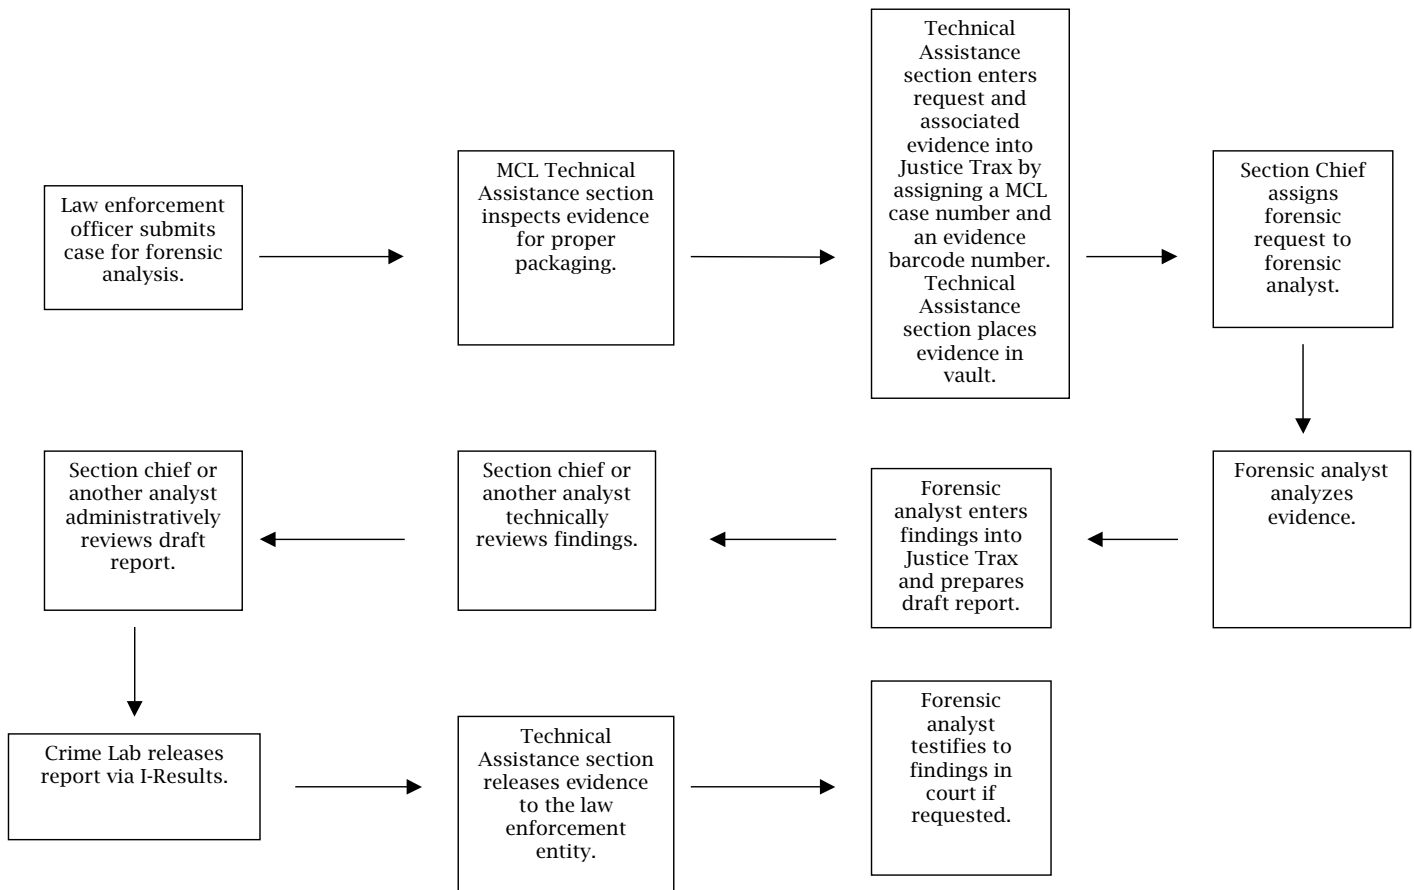 Law enforcement
officer submits
case for forensic
analysis.
MCL Technical
Assistance section
inspects evidence
for proper
packaging.
Technical
Assistance
section enters
request and
associated
evidence into
Justice Trax by
assigning a MCL
case number and
an evidence
barcode number.
Technical
Assistance
section places
evidence in
vault.
Section Chief
assigns
forensic
request to
forensic
analyst.
Forensic analyst
analyzes
evidence.
Forensic
analyst enters
findings into
Justice Trax
and prepares
draft report.
Section chief or
another analyst
technically
reviews findings.
Section chief or
another analyst
administratively
reviews draft
report.
Crime Lab releases
report via I-Results.
Technical
Assistance section
releases evidence
to the law
enforcement
entity.
Forensic
analyst
testifies to
findings in
court if
requested.